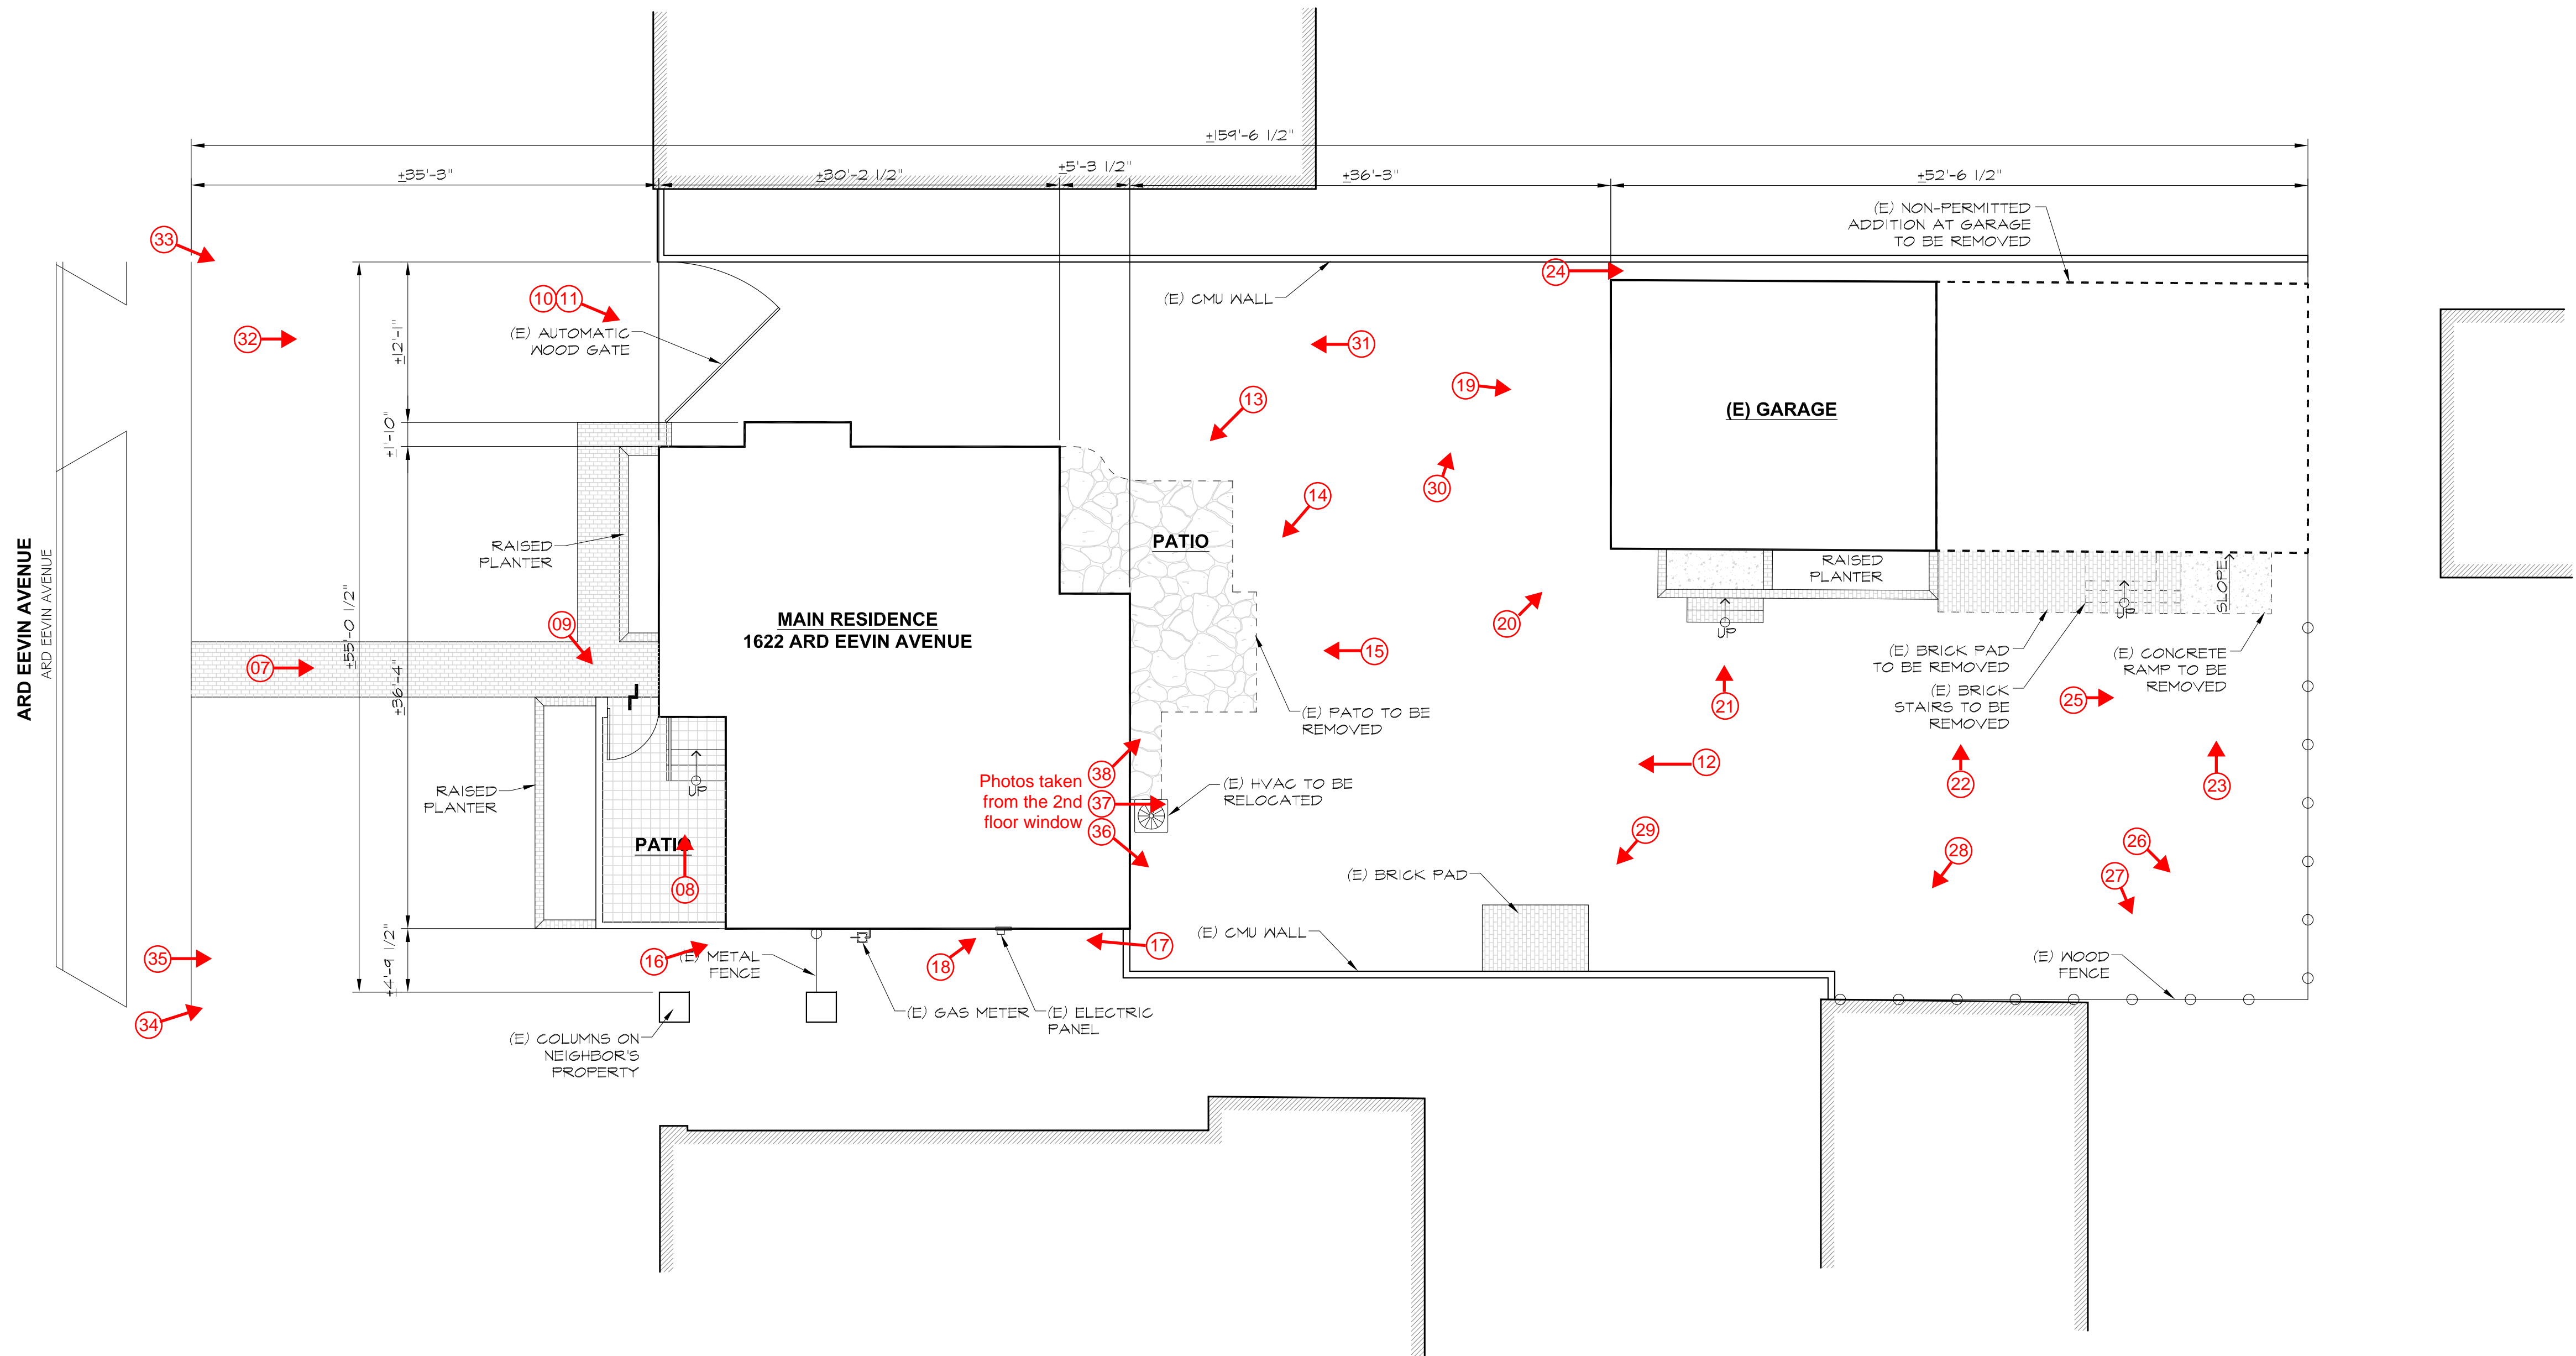 ±159'-6 1/2"
±35'-3"
±30'-2 1/2"
±5'-3 1/2"
±36'-3"
±52'-6 1/2"
(E) NON-PERMITTED
ADDITION AT GARAGE
TO BE REMOVED
33
24
10
11
(E) CMU WALL
(E) AUTOMATIC
WOOD GATE
32
±12'-1"
31
19
13
(E) GARAGE
±1'-10"
30
14
ARD EEVIN AVENUE
ARD EEVIN AVENUE
RAISED
PLANTER
PATIO
RAISED
PLANTER
SLOPE
UP
UP
±55'-0 1/2"
MAIN RESIDENCE
1622 ARD EEVIN AVENUE
09
20
07
15
(E) BRICK PAD
TO BE REMOVED
(E) CONCRETE
RAMP TO BE
REMOVED
(E) BRICK
STAIRS TO BE
REMOVED
25
21
±36'-4"
(E) PATO TO BE
REMOVED
12
22
23
RAISED
PLANTER
UP
Photos taken
from the 2nd
floor window
38
37
36
(E) HVAC TO BE
RELOCATED
PATIO
08
29
28
26
27
(E) BRICK PAD
(E) CMU WALL
±4'-9 1/2"
35
34
16
(E) METAL
FENCE
18
17
(E) WOOD
FENCE
(E) GAS METER
(E) ELECTRIC
PANEL
(E) COLUMNS ON
NEIGHBOR'S
PROPERTY